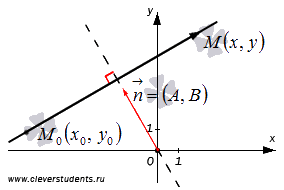 y
M(x, y)
n = (A, B)
M₀(x₀, y₀)
1
x
0 1
www.cleverstudents.ru